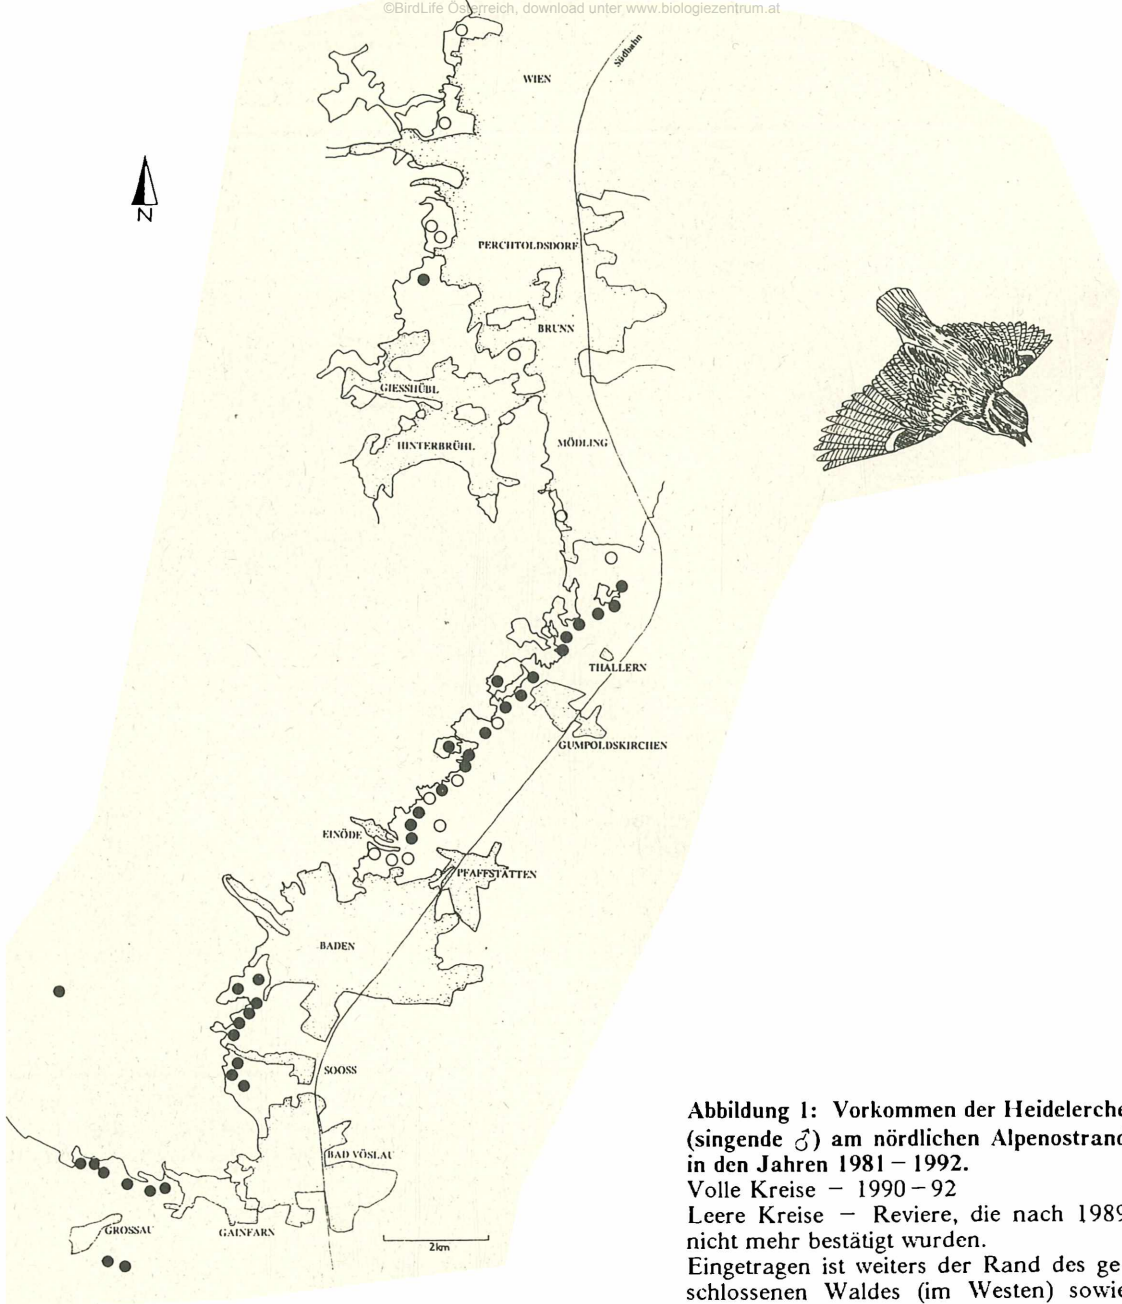 ©BirdLife Österreich, download unter www.biologiezentrum.at
Südbahn
WIEN
N
PERCHTOLDSDORF
BRUNN
GIESSHÜBL
HINTERBRÜHL
MÖDLING
THALLERN
GUMPOLDSKIRCHEN
EINÖDE
PFAFFSTÄTTEN
BADEN
SOOSS
BAD VÖSLAU
GROSSAU
GAINFARN
2km
Abbildung 1: Vorkommen der Heidelerche
(singende ♂) am nördlichen Alpenostrand
in den Jahren 1981 – 1992.
Volle Kreise – 1990 – 92
Leere Kreise – Reviere, die nach 1989
nicht mehr bestätigt wurden.
Eingetragen ist weiters der Rand des ge-
schlossenen Waldes (im Westen) sowie